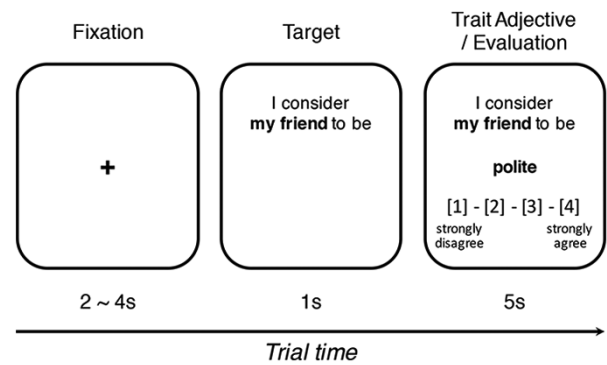 Fixation
Target
Trait Adjective
/ Evaluation
+
I consider
my friend to be
I consider
my friend to be
polite
[1] - [2] - [3] - [4]
strongly
disagree
strongly
agree
2 ~ 4s
1s
5s
Trial time